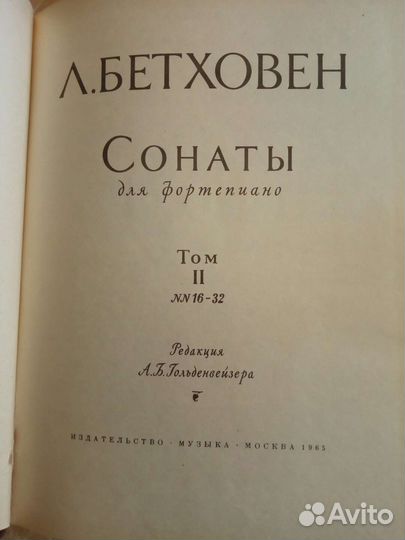 Л.БЕТХОВЕН
СОНАТЫ
для фортепиано
ТОМ
II
NN 16-32
Редакция
А.Б.Гольденвейзера
ИЗДАТЕЛЬСТВО · МУЗЫКА · МОСКВА 1965
Avito